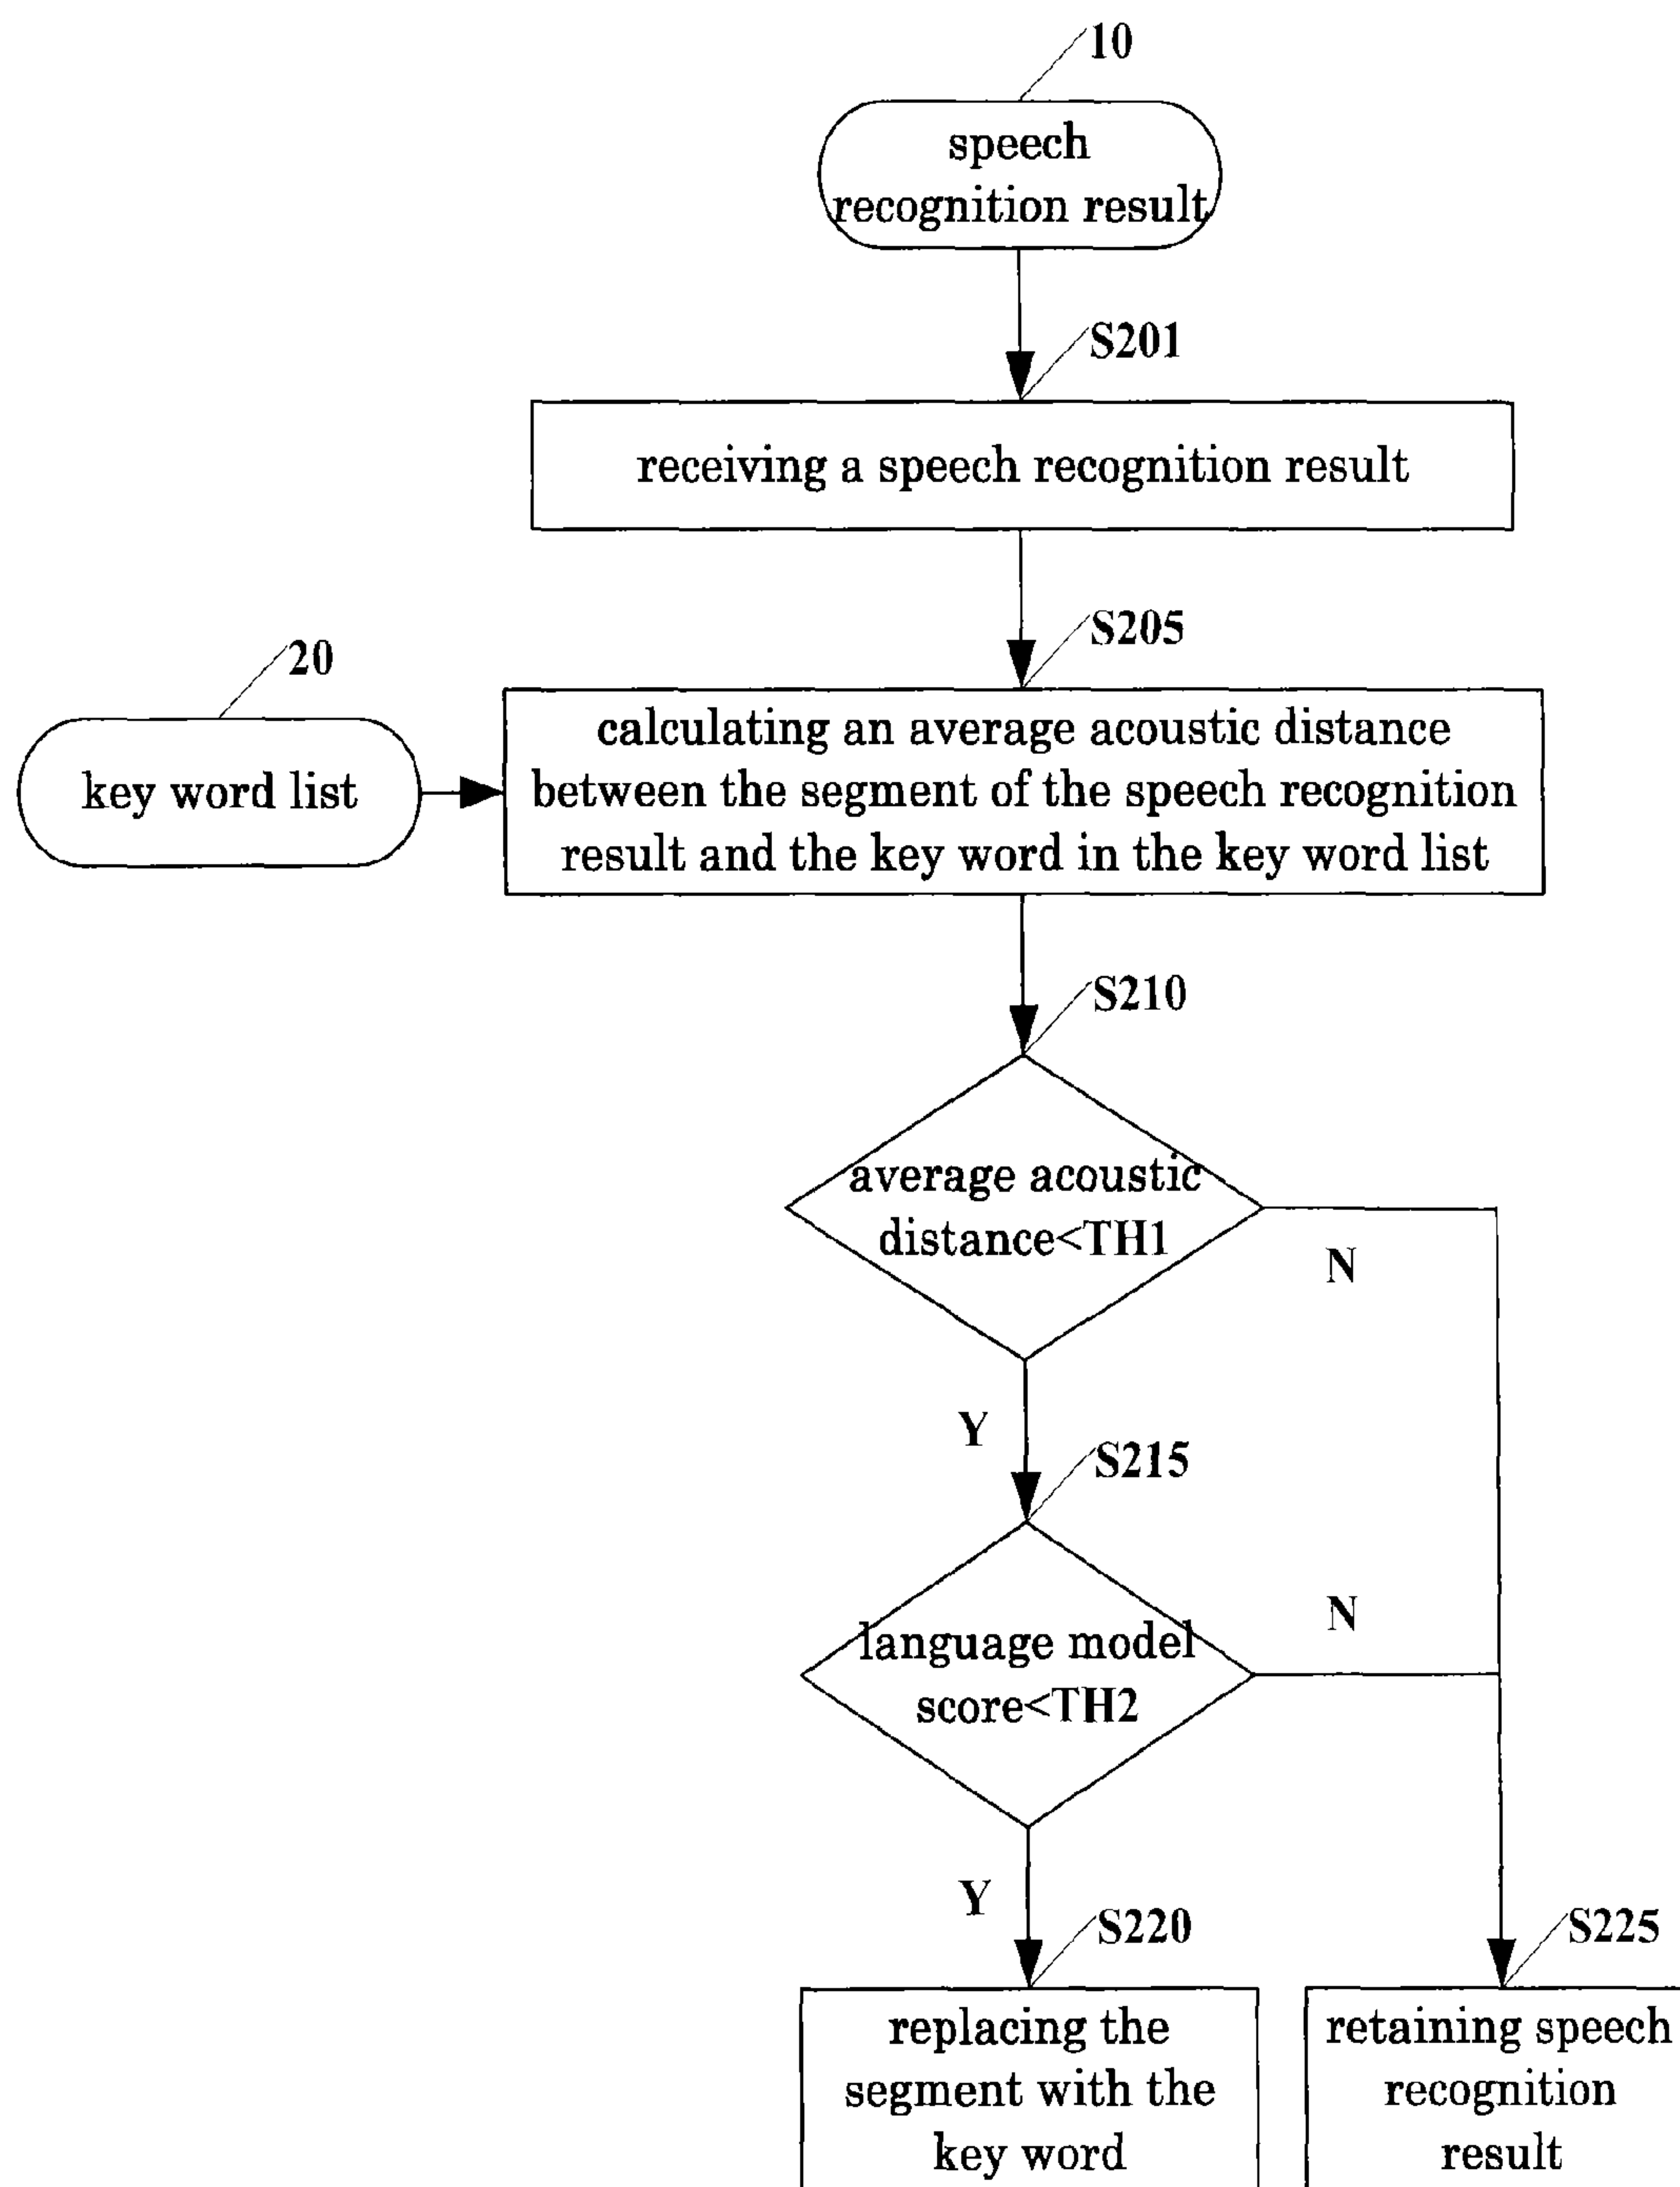 10
speech
recognition result
S201
receiving a speech recognition result
S205
20
key word list
calculating an average acoustic distance
between the segment of the speech recognition
result and the key word in the key word list
S210
average acoustic
distance<TH1
N
Y
S215
language model
score<TH2
N
Y
S220
replacing the
segment with the
key word
S225
retaining speech
recognition
result